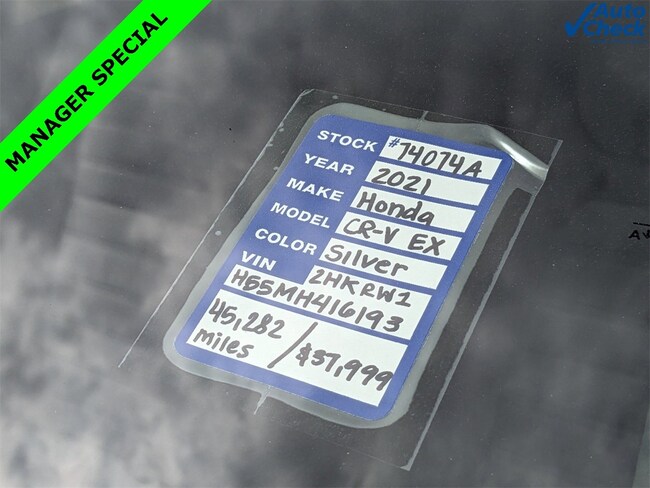 MANAGER SPECIAL
Auto
Check
STOCK #74074A
YEAR 2021
MAKE Honda
MODEL CR-V EX
COLOR Silver
VIN 2HKRW1
H55MH416193
45,282 / $37,999
miles